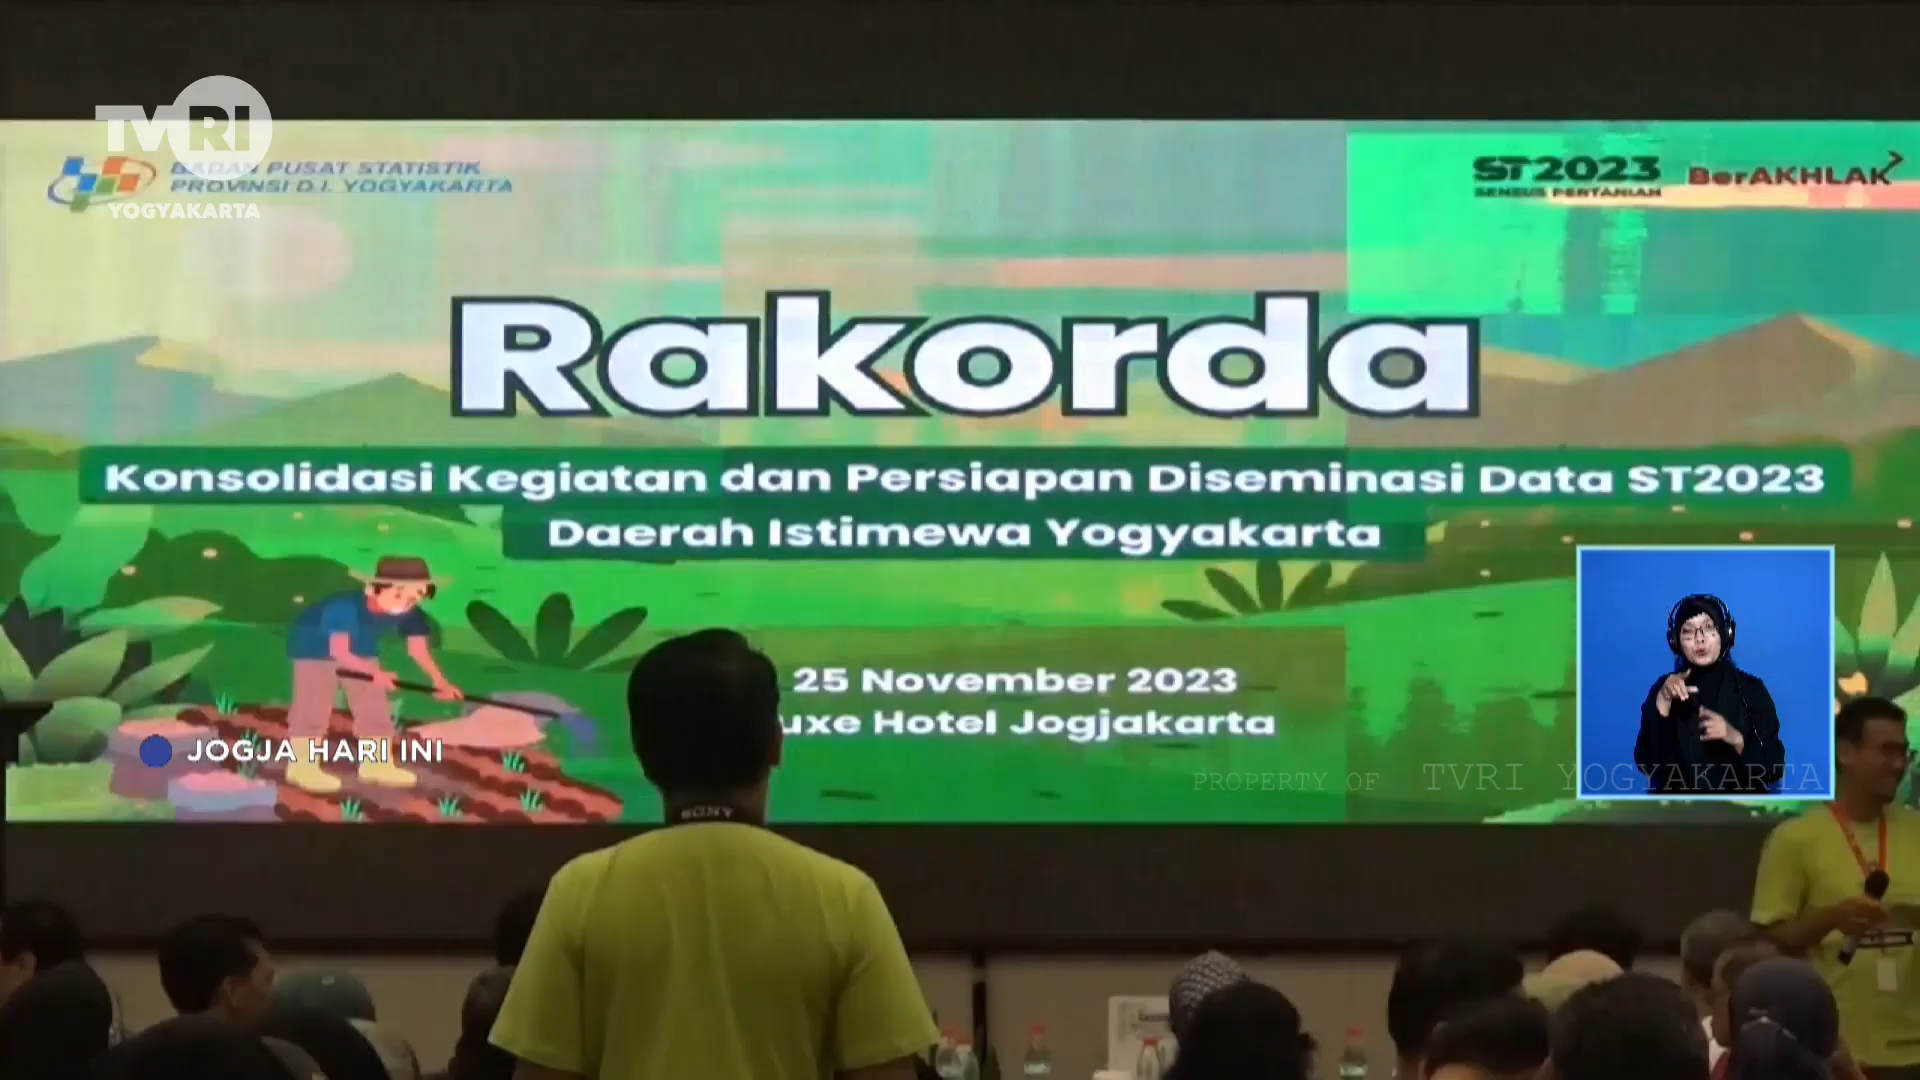 TVRI
YOGYAKARTA
BADAN PUSAT STATISTIK
PROVINSI D.I. YOGYAKARTA
ST2023
SENSUS PERTANIAN
BerAKHLAK
Rakorda
Konsolidasi Kegiatan dan Persiapan Diseminasi Data ST2023
Daerah Istimewa Yogyakarta
25 November 2023
Hotel Jogjakarta
JOGJA HARI INI
PROPERTY OF TVRI YOGYAKARTA
SONY